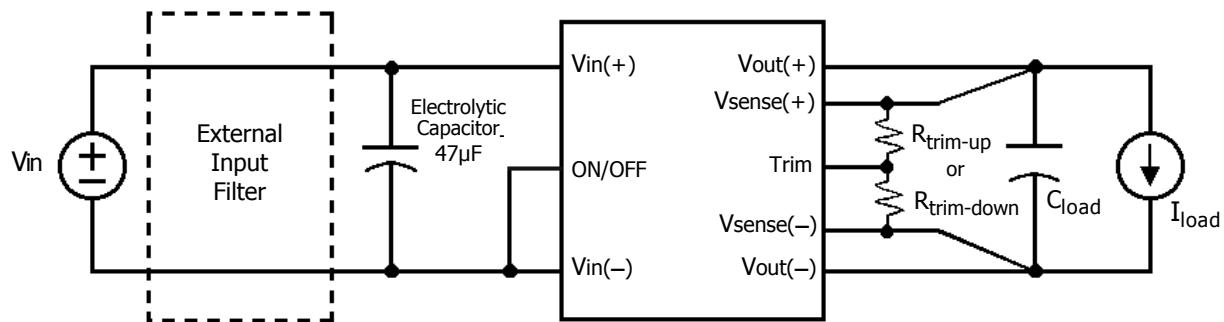 Vin
External
Input
Filter
Electrolytic
Capacitor
47µF
Vin(+)
ON/OFF
Vin(–)
Vout(+)
Vsense(+)
Trim
Vsense(–)
Vout(–)
Rtrim-up
or
Rtrim-down
Cload
Iload